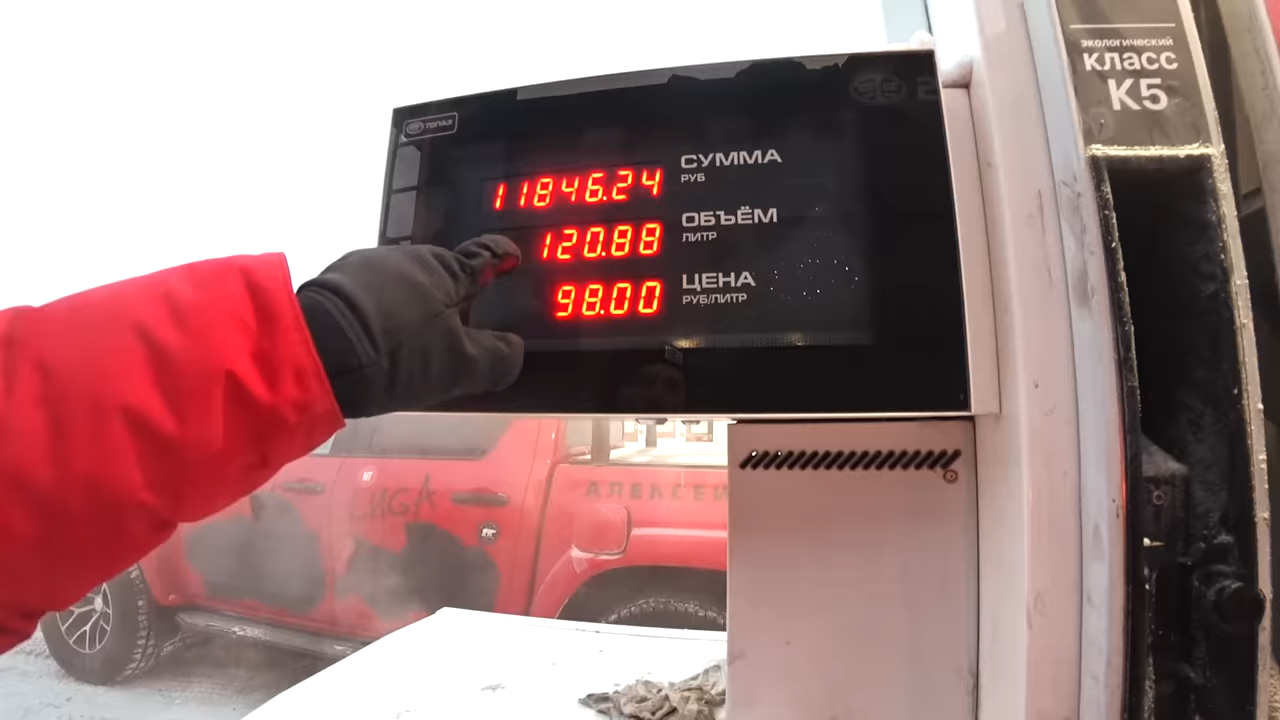 ТОПАЗ
11846.24
СУММА
РУБ
120.88
ОБЪЁМ
ЛИТР
98.00
ЦЕНА
РУБ/ЛИТР
экологический
класс
К5
АЛЕКСЕЙ